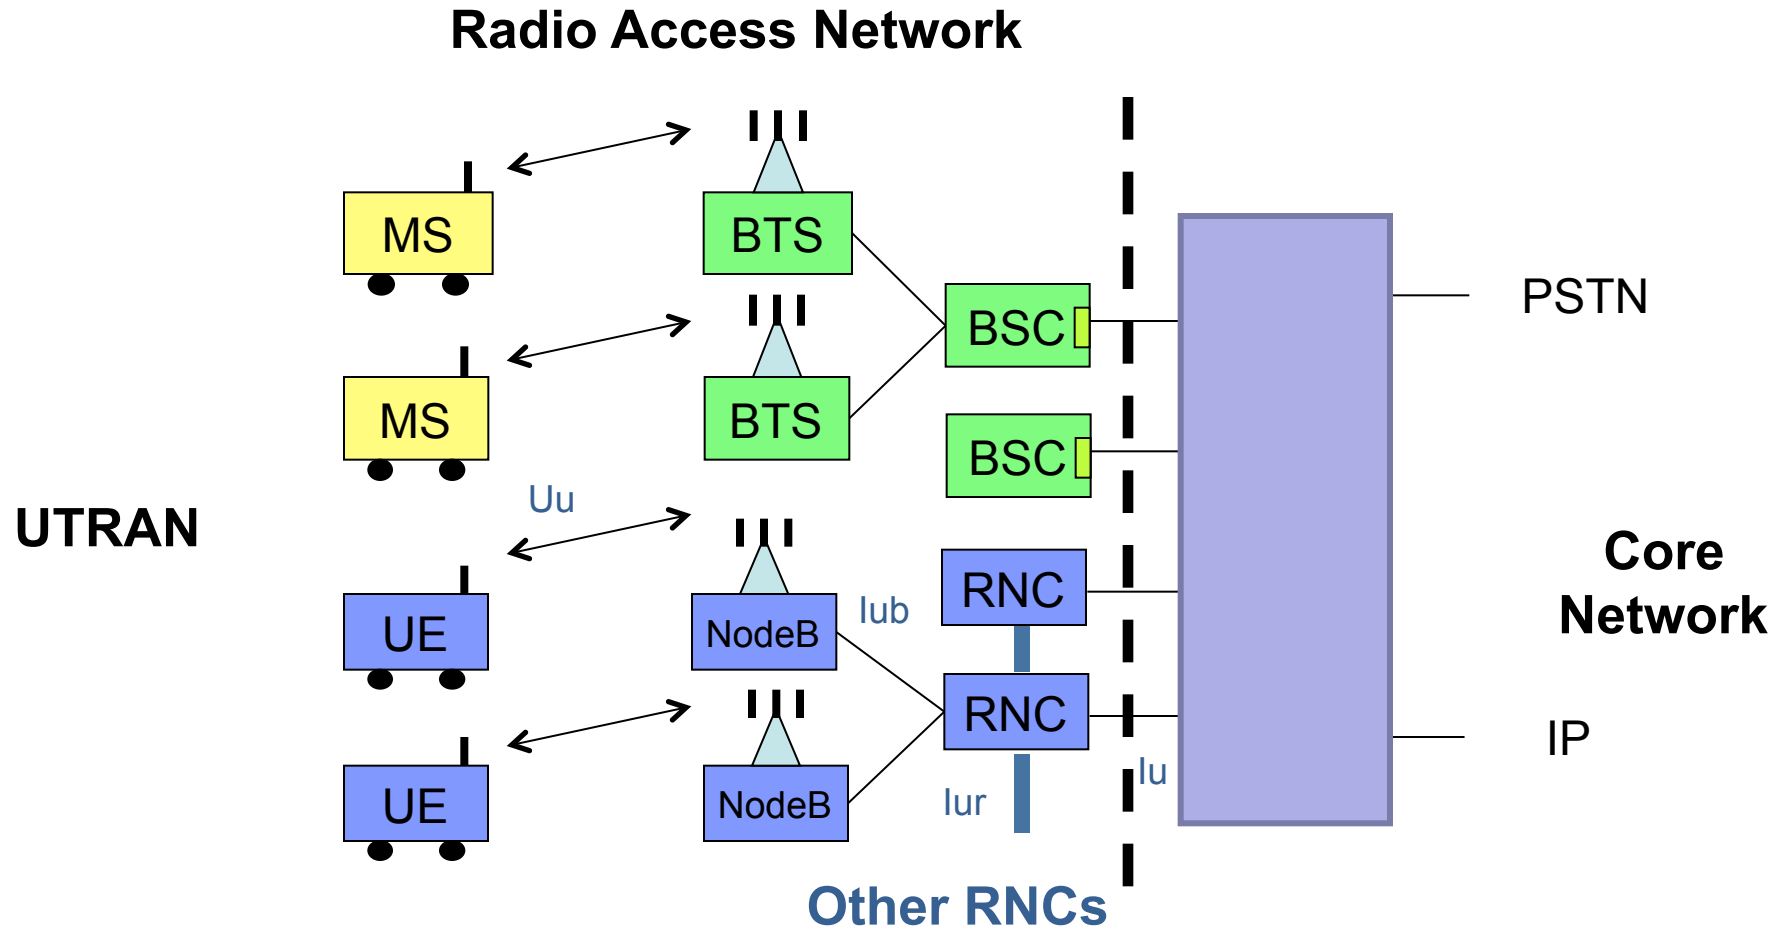 Radio Access Network
MS
BTS
BSC
PSTN
MS
BTS
BSC
Uu
UTRAN
Core
Network
RNC
Iub
UE
NodeB
RNC
IP
Iu
UE
NodeB
Iur
Other RNCs